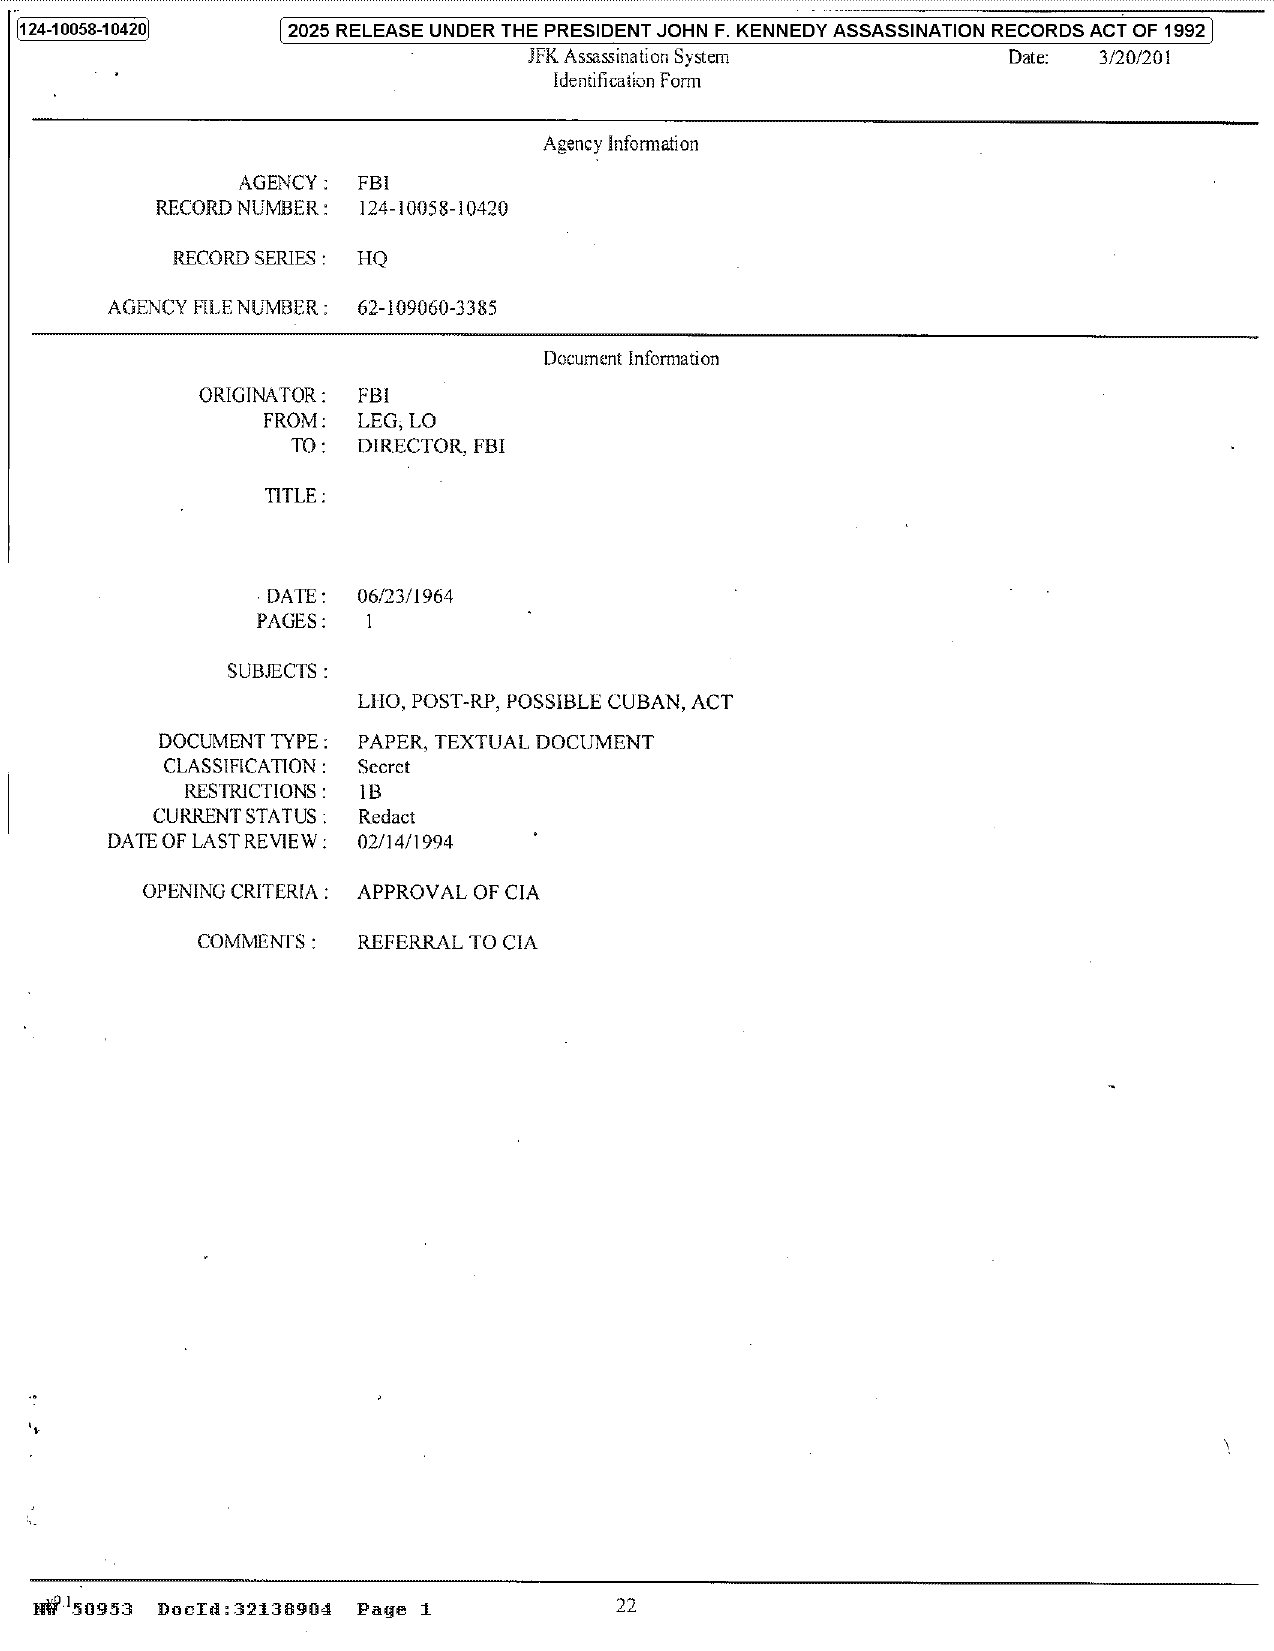 124-10058-10420
2025 RELEASE UNDER THE PRESIDENT JOHN F. KENNEDY ASSASSINATION RECORDS ACT OF 1992
JFK Assassination System
Date: 3/20/201
Identification Form
Agency Information
AGENCY : FBI
RECORD NUMBER : 124-10058-10420
RECORD SERIES : HQ
AGENCY FILE NUMBER : 62-109060-3385
Document Information
ORIGINATOR : FBI
FROM : LEG, LO
TO : DIRECTOR, FBI
TITLE :
DATE : 06/23/1964
PAGES : 1
SUBJECTS :
LHO, POST-RP, POSSIBLE CUBAN, ACT
DOCUMENT TYPE : PAPER, TEXTUAL DOCUMENT
CLASSIFICATION : Secret
RESTRICTIONS : 1B
CURRENT STATUS : Redact
DATE OF LAST REVIEW : 02/14/1994
OPENING CRITERIA : APPROVAL OF CIA
COMMENTS : REFERRAL TO CIA
50953 DocId:32138904 Page 1
22